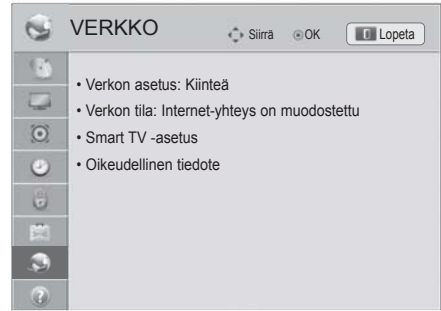 VERKKO
Siirrä
OK
Lopeta
• Verkon asetus: Kiinteä
• Verkon tila: Internet-yhteys on muodostettu
• Smart TV -asetus
• Oikeudellinen tiedote